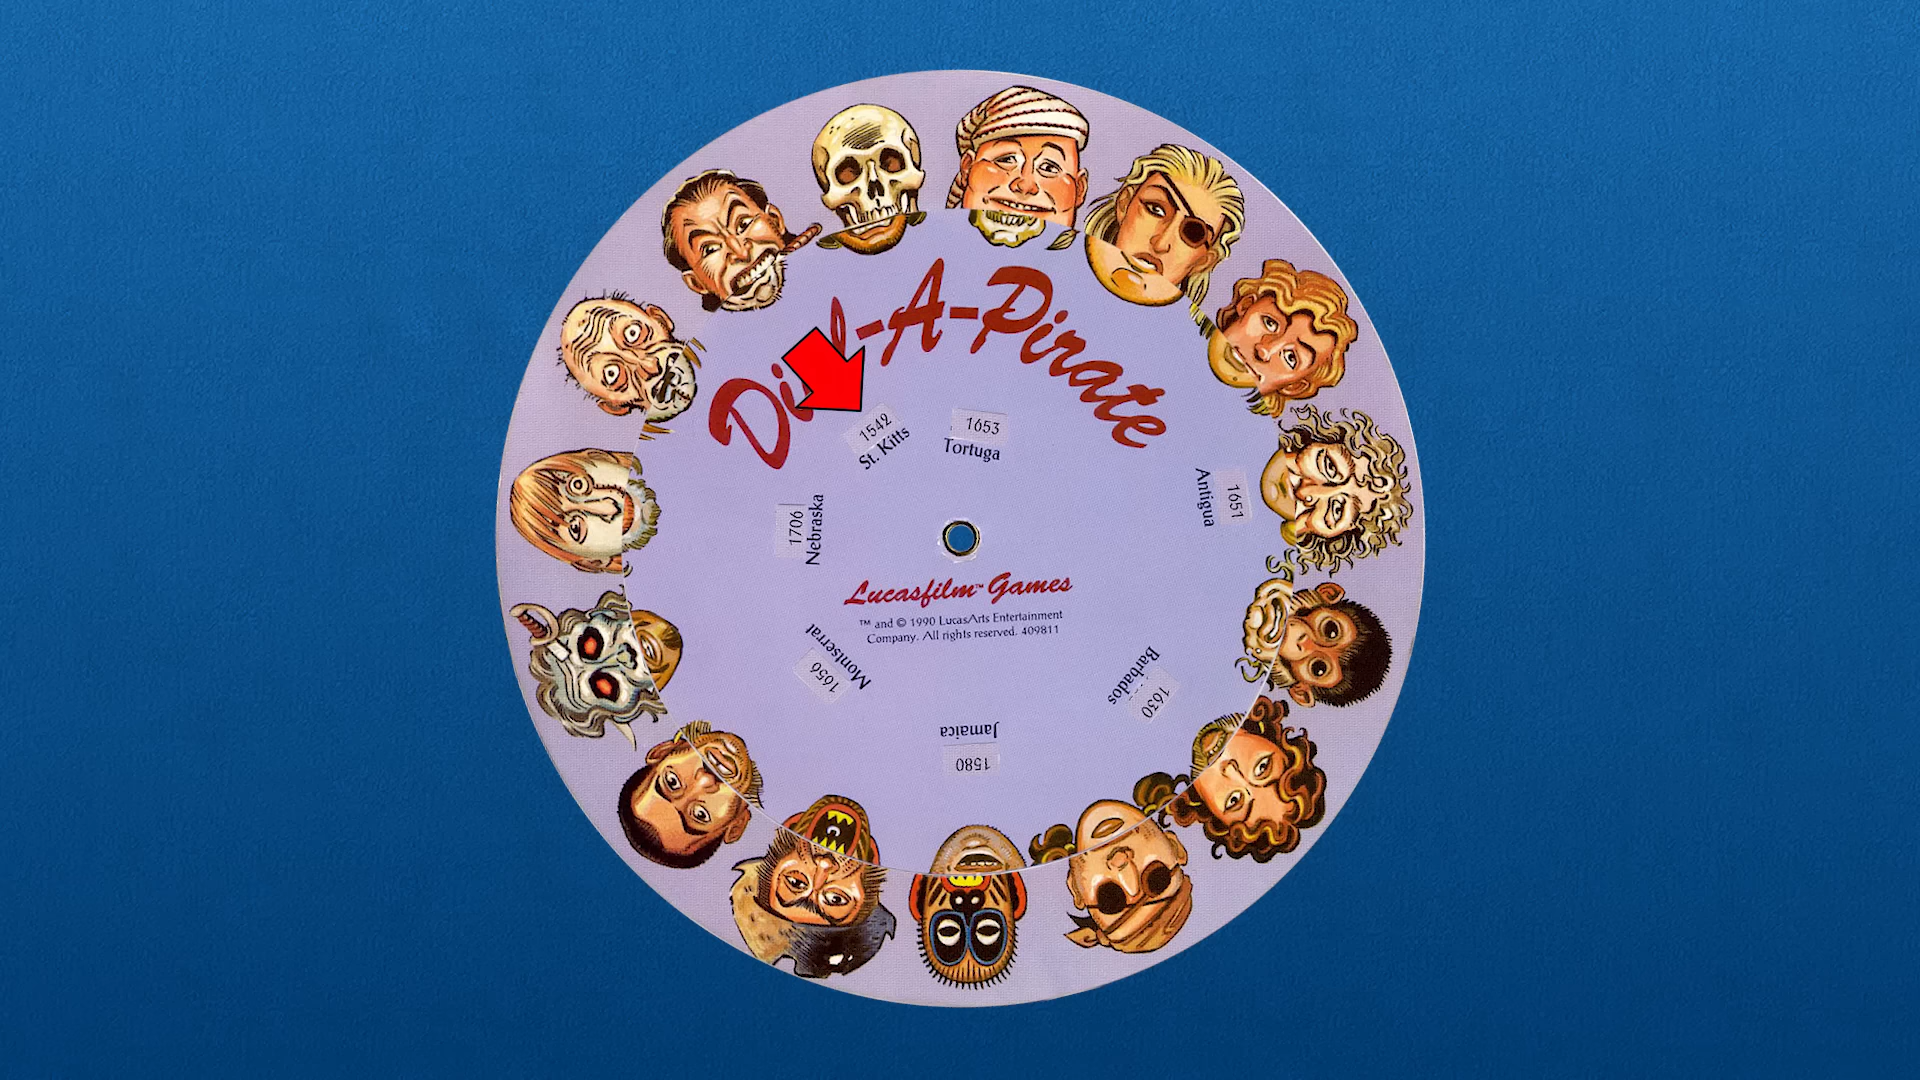 Dial-A-Pirate
1542
St. Kitts
1653
Tortuga
1651
Antigua
1706
Nebraska
Lucasfilm™ Games
™ and © 1990 LucasArts Entertainment
Company. All rights reserved. 409811
Montserrat
1656
Barbados
1630
Jamaica
1580